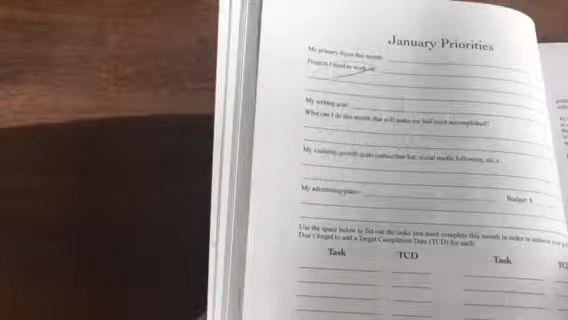 January Priorities
My primary focus this month:
Projects I need to work on:
My writing goal:
What can I do this month that will make me feel most accomplished?
My audience growth goals (subscriber list, social media following, etc.):
My advertising plans:
Budget: $
Use the space below to list out the tasks you must complete this month in order to achieve your
Don't forget to add a Target Completion Date (TCD) for each:
Task TCD Task